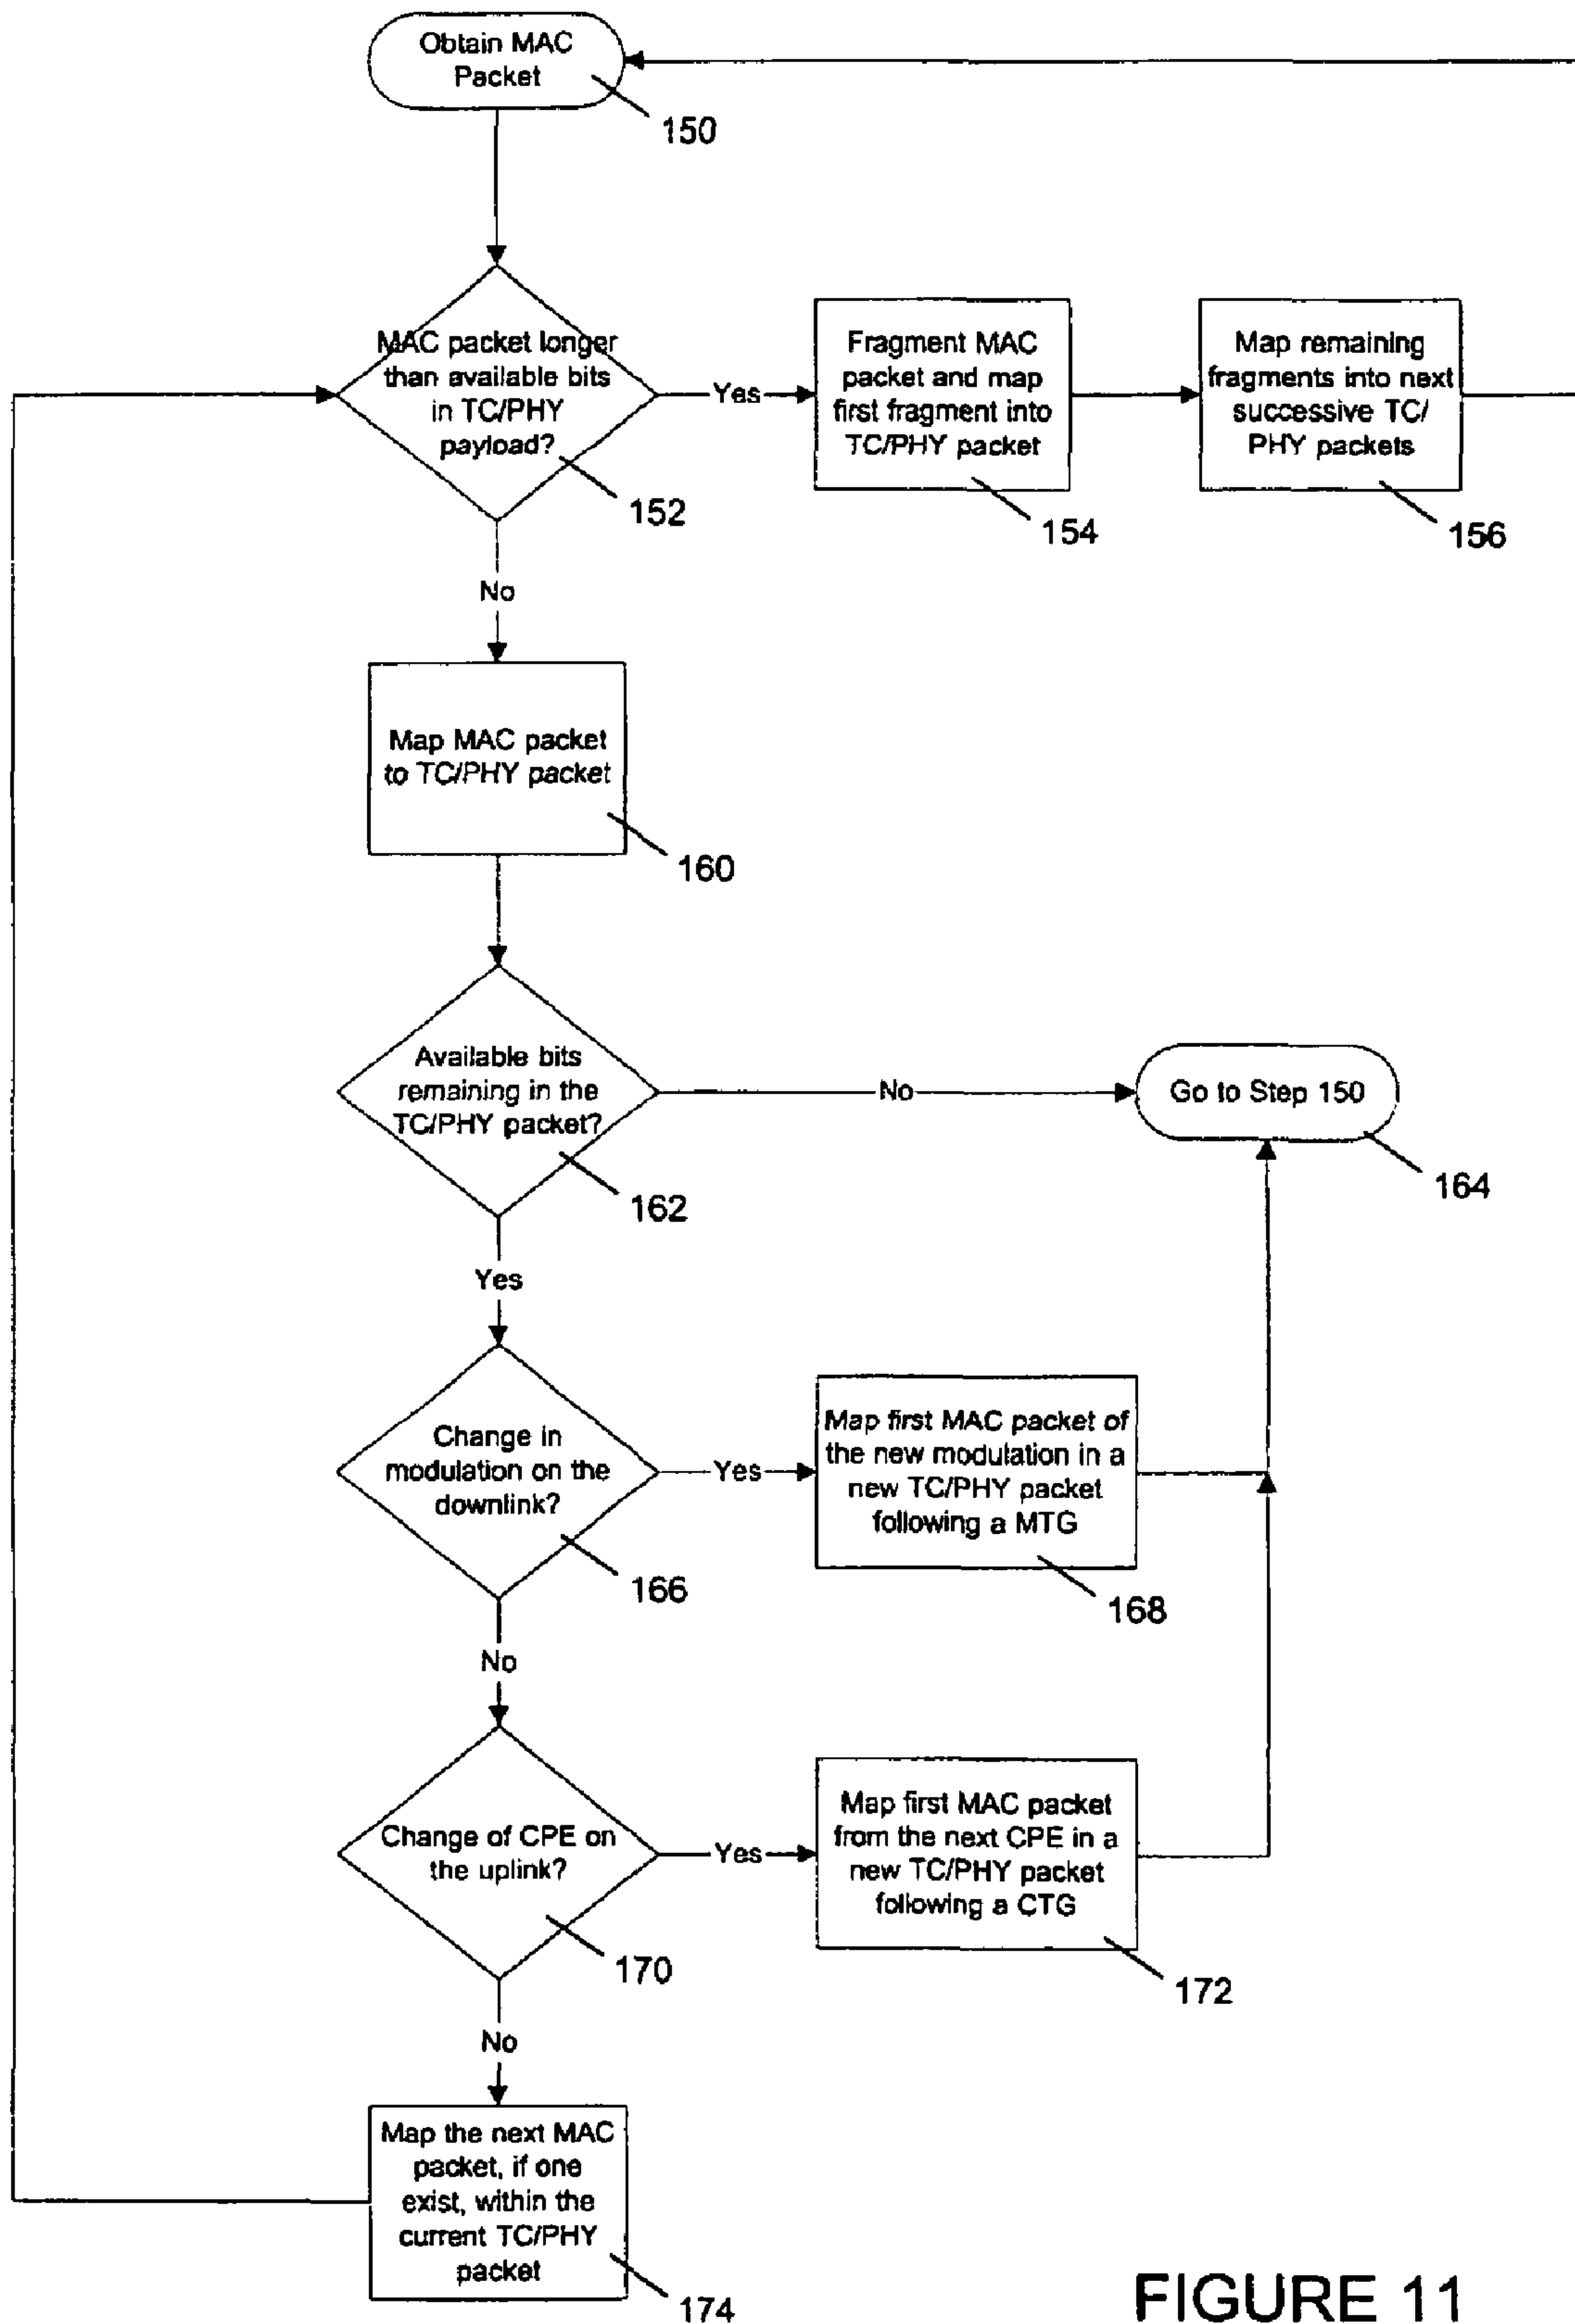 Obtain MAC
Packet
150
MAC packet longer
than available bits
in TC/PHY
payload?
152
Yes
Fragment MAC
packet and map
first fragment into
TC/PHY packet
154
Map remaining
fragments into next
successive TC/
PHY packets
156
No
Map MAC packet
to TC/PHY packet
160
Available bits
remaining in the
TC/PHY packet?
162
No
Go to Step 150
164
Yes
Change in
modulation on the
downlink?
166
Yes
Map first MAC packet of
the new modulation in a
new TC/PHY packet
following a MTG
168
No
Change of CPE on
the uplink?
170
Yes
Map first MAC packet
from the next CPE in a
new TC/PHY packet
following a CTG
172
No
Map the next MAC
packet, if one
exist, within the
current TC/PHY
packet
174
FIGURE 11